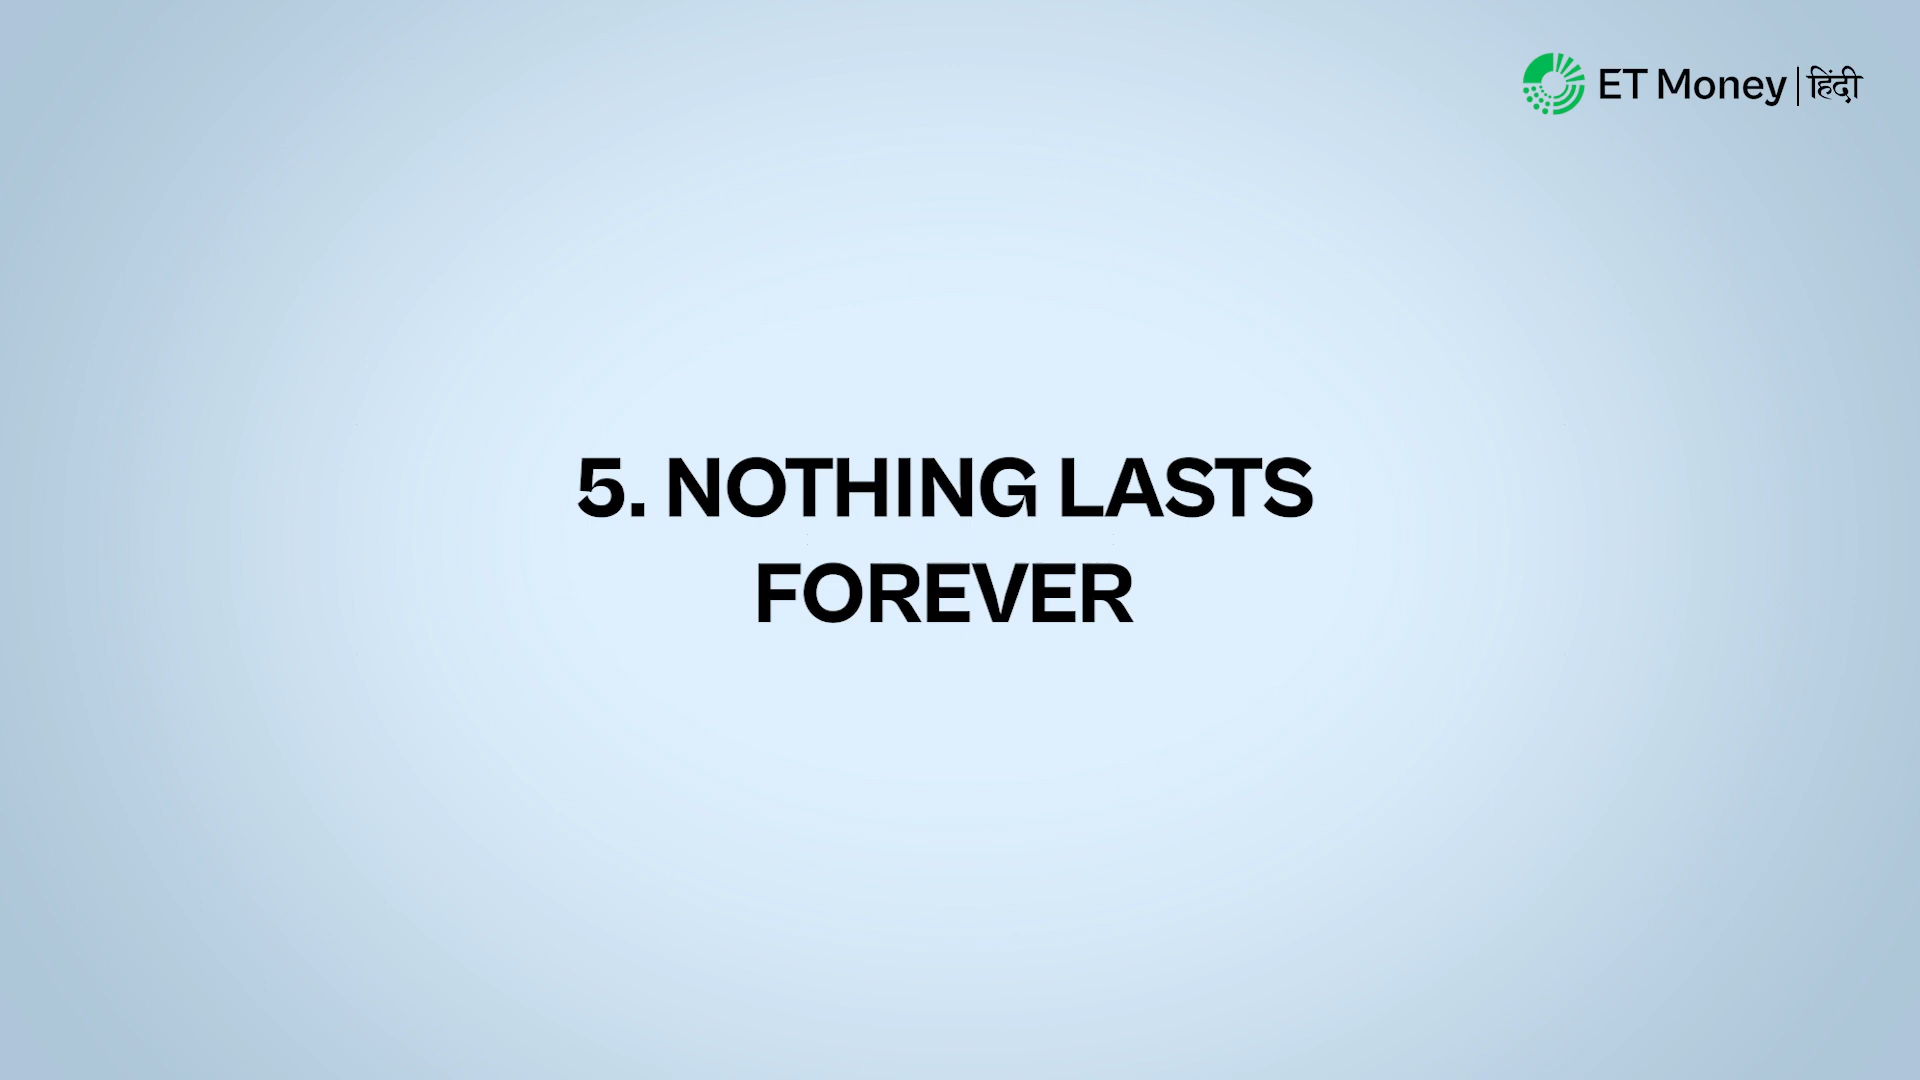 ET Money | हिंदी
5. NOTHING LASTS
FOREVER